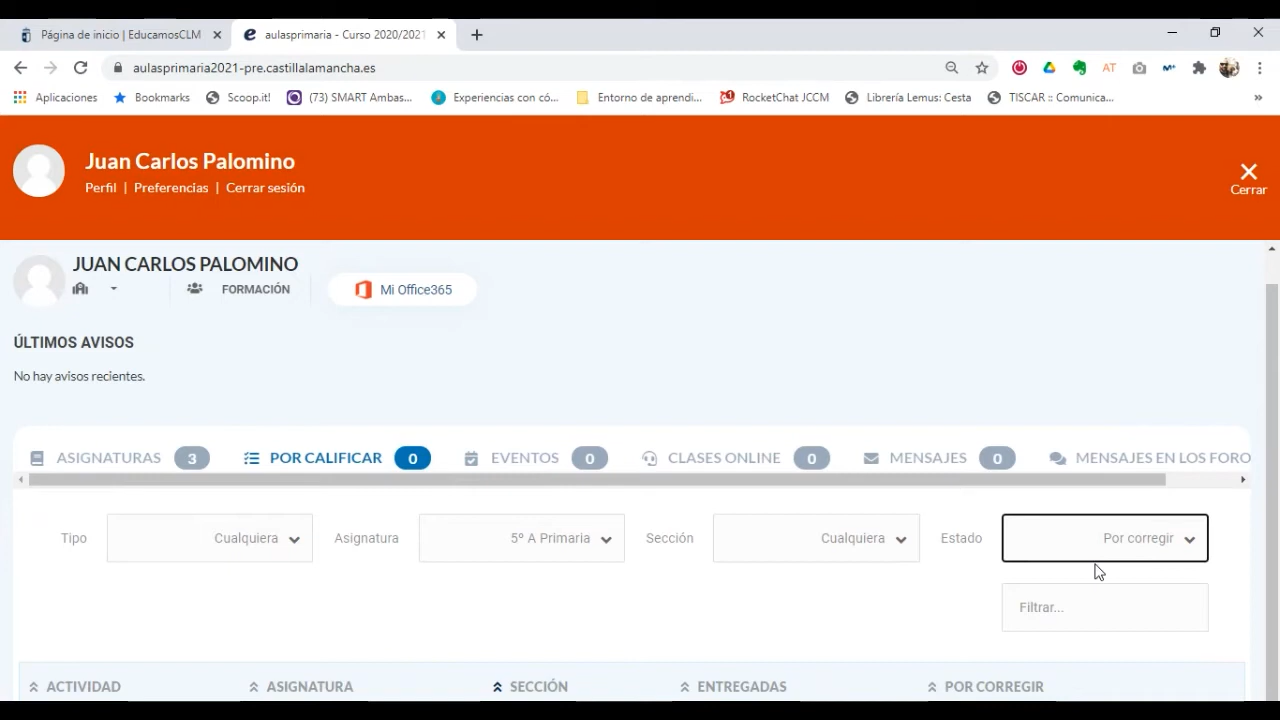 Página de inicio | EducamosCLM
aulasprimaria - Curso 2020/2021
aulasprimaria2021-pre.castillalamancha.es
AT
Aplicaciones
Bookmarks
Scoop.it!
(73) SMART Ambas...
Experiencias con có...
Entorno de aprendi...
RocketChat JCCM
Librería Lemus: Cesta
TISCAR :: Comunica...
»
Juan Carlos Palomino
Perfil | Preferencias | Cerrar sesión
Cerrar
JUAN CARLOS PALOMINO
FORMACIÓN
Mi Office365
ÚLTIMOS AVISOS
No hay avisos recientes.
ASIGNATURAS 3
POR CALIFICAR 0
EVENTOS 0
CLASES ONLINE 0
MENSAJES 0
MENSAJES EN LOS FORO
Tipo Cualquiera
Asignatura 5º A Primaria
Sección Cualquiera
Estado Por corregir
Filtrar...
ACTIVIDAD
ASIGNATURA
SECCIÓN
ENTREGADAS
POR CORREGIR